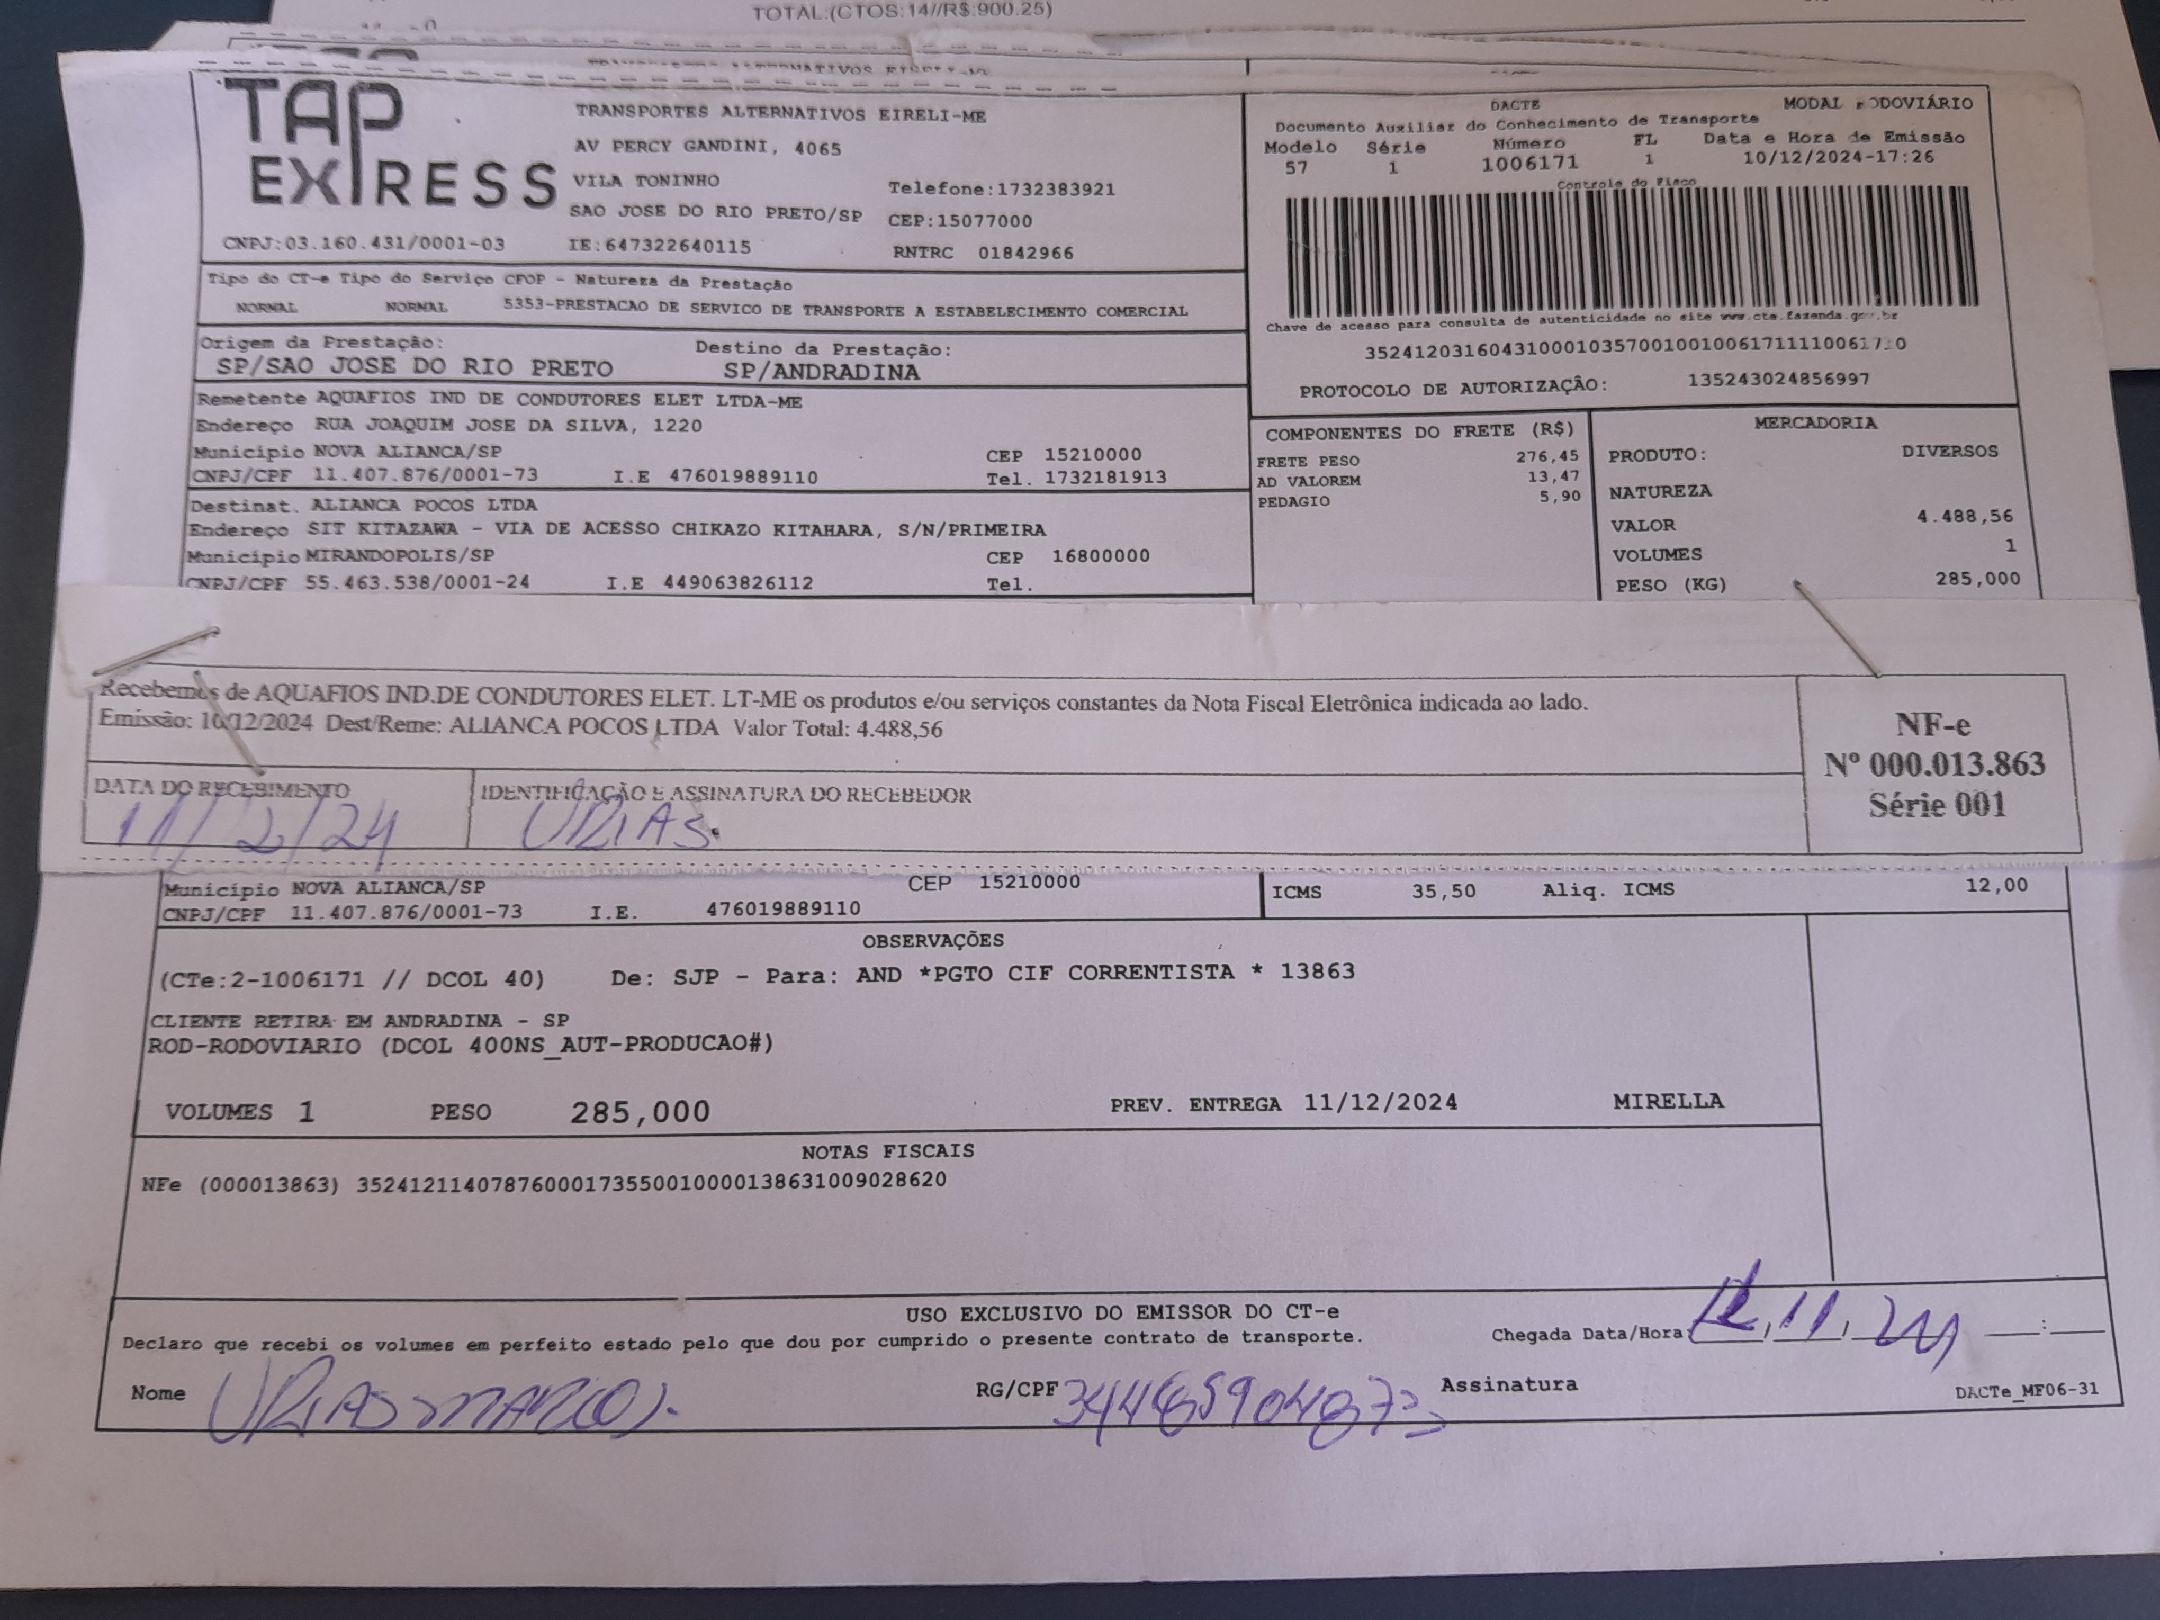 TOTAL:(CTOS:14//R$:900.25)
TAP EXPRESS
TRANSPORTES ALTERNATIVOS EIRELI-ME
AV PERCY GANDINI, 4065
VILA TONINHO Telefone:1732383921
SAO JOSE DO RIO PRETO/SP CEP:15077000
CNPJ:03.160.431/0001-03 IE:647322640115 RNTRC 01842966
DACTE MODAL RODOVIÁRIO
Documento Auxiliar do Conhecimento de Transporte
Modelo Série Número FL Data e Hora de Emissão
57 1 1006171 1 10/12/2024-17:26
Controle do Fisco
Chave de acesso para consulta de autenticidade no site www.cte.fazenda.gov.br
PROTOCOLO DE AUTORIZAÇÃO: 135243024856997
Tipo do CT-e Tipo do Serviço CFOP - Natureza da Prestação
NORMAL NORMAL 5353-PRESTACAO DE SERVICO DE TRANSPORTE A ESTABELECIMENTO COMERCIAL
Origem da Prestação: Destino da Prestação:
SP/SAO JOSE DO RIO PRETO SP/ANDRADINA
Remetente AQUAFIOS IND DE CONDUTORES ELET LTDA-ME
Endereço RUA JOAQUIM JOSE DA SILVA, 1220
Município NOVA ALIANCA/SP CEP 15210000
CNPJ/CPF 11.407.876/0001-73 I.E 476019889110 Tel. 1732181913
Destinat. ALIANCA POCOS LTDA
Endereço SIT KITAZAWA - VIA DE ACESSO CHIKAZO KITAHARA, S/N/PRIMEIRA
Município MIRANDOPOLIS/SP CEP 16800000
CNPJ/CPF 55.463.538/0001-24 I.E 449063826112 Tel.
COMPONENTES DO FRETE (R$)
FRETE PESO 276,45
AD VALOREM 13,47
PEDAGIO 5,90
MERCADORIA
PRODUTO: DIVERSOS
NATUREZA
VALOR 4.488,56
VOLUMES 1
PESO (KG) 285,000
Recebemos de AQUAFIOS IND.DE CONDUTORES ELET. LT-ME os produtos e/ou serviços constantes da Nota Fiscal Eletrônica indicada ao lado.
Emissão: 10/12/2024 Dest/Reme: ALIANCA POCOS LTDA Valor Total: 4.488,56
DATA DO RECEBIMENTO IDENTIFICAÇÃO E ASSINATURA DO RECEBEDOR
11/12/24 URIAS
NF-e
Nº 000.013.863
Série 001
Município NOVA ALIANCA/SP CEP 15210000
CNPJ/CPF 11.407.876/0001-73 I.E. 476019889110
ICMS 35,50 Aliq. ICMS 12,00
OBSERVAÇÕES
(CTe:2-1006171 // DCOL 40) De: SJP - Para: AND *PGTO CIF CORRENTISTA * 13863
CLIENTE RETIRA EM ANDRADINA - SP
ROD-RODOVIARIO (DCOL 400NS_AUT-PRODUCAO#)
VOLUMES 1 PESO 285,000 PREV. ENTREGA 11/12/2024 MIRELLA
NOTAS FISCAIS
NFe (000013863) 35241211407876000173550010000138631009028620
USO EXCLUSIVO DO EMISSOR DO CT-e
Declaro que recebi os volumes em perfeito estado pelo que dou por cumprido o presente contrato de transporte. Chegada Data/Hora 12, 11, 24 __:__
Nome URIAS MARCOS RG/CPF Assinatura
DACTe_MF06-31